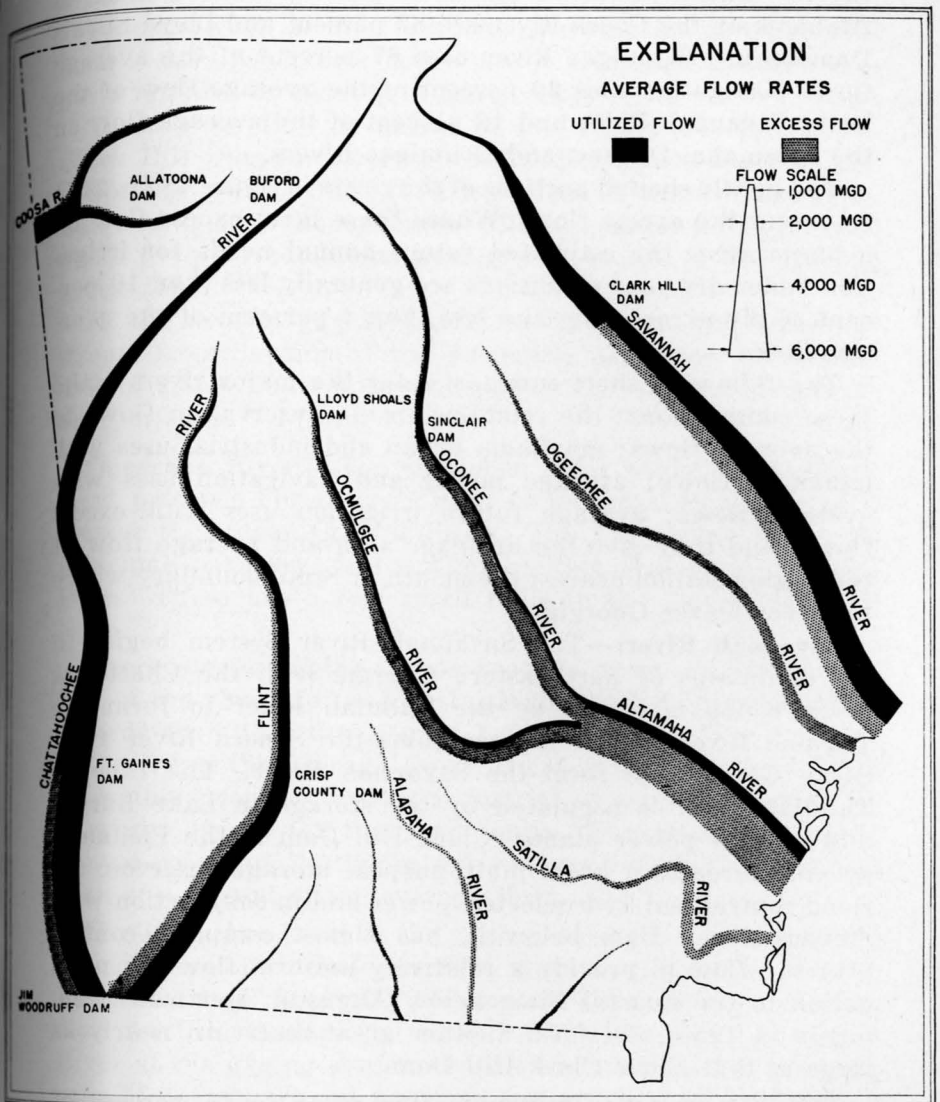 EXPLANATION
AVERAGE FLOW RATES
UTILIZED FLOW
EXCESS FLOW
FLOW SCALE
1,000 MGD
2,000 MGD
4,000 MGD
6,000 MGD
COOSA R.
ALLATOONA
DAM
BUFORD
DAM
RIVER
CLARK HILL
DAM
SAVANNAH
RIVER
RIVER
LLOYD SHOALS
DAM
SINCLAIR
DAM
OCONEE
RIVER
OGEECHEE
RIVER
OCMULGEE
RIVER
ALTAMAHA
RIVER
CHATTAHOOCHEE
FLINT
FT. GAINES
DAM
CRISP
COUNTY DAM
ALAPAHA
RIVER
SATILLA
RIVER
JIM
WOODRUFF DAM